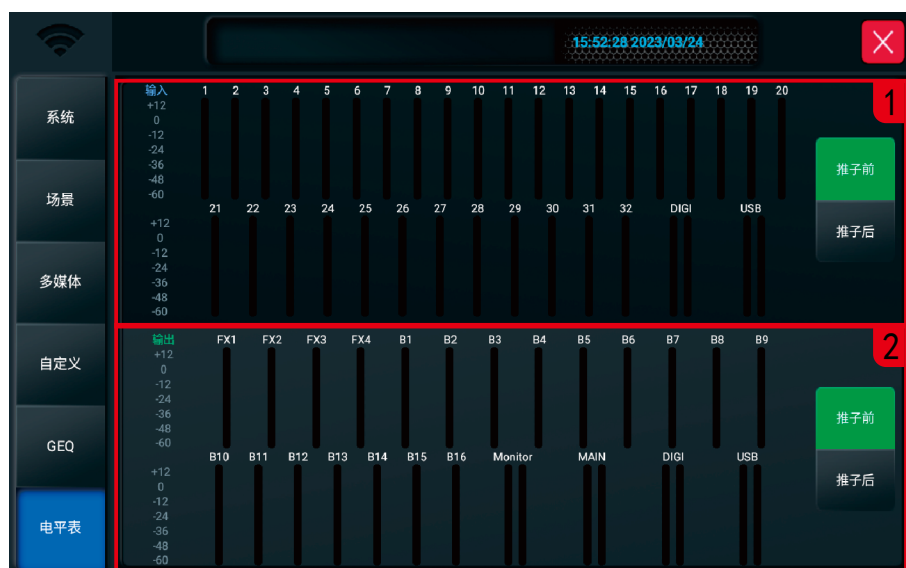 15:52:28 2023/03/24
系统
场景
多媒体
自定义
GEQ
电平表
1
输入 1 2 3 4 5 6 7 8 9 10 11 12 13 14 15 16 17 18 19 20
+12
0
-12
-24
-36
-48
-60
21 22 23 24 25 26 27 28 29 30 31 32 DIGI USB
+12
0
-12
-24
-36
-48
-60
推子前
推子后
2
输出 FX1 FX2 FX3 FX4 B1 B2 B3 B4 B5 B6 B7 B8 B9
+12
0
-12
-24
-36
-48
-60
B10 B11 B12 B13 B14 B15 B16 Monitor MAIN DIGI USB
+12
0
-12
-24
-36
-48
-60
推子前
推子后